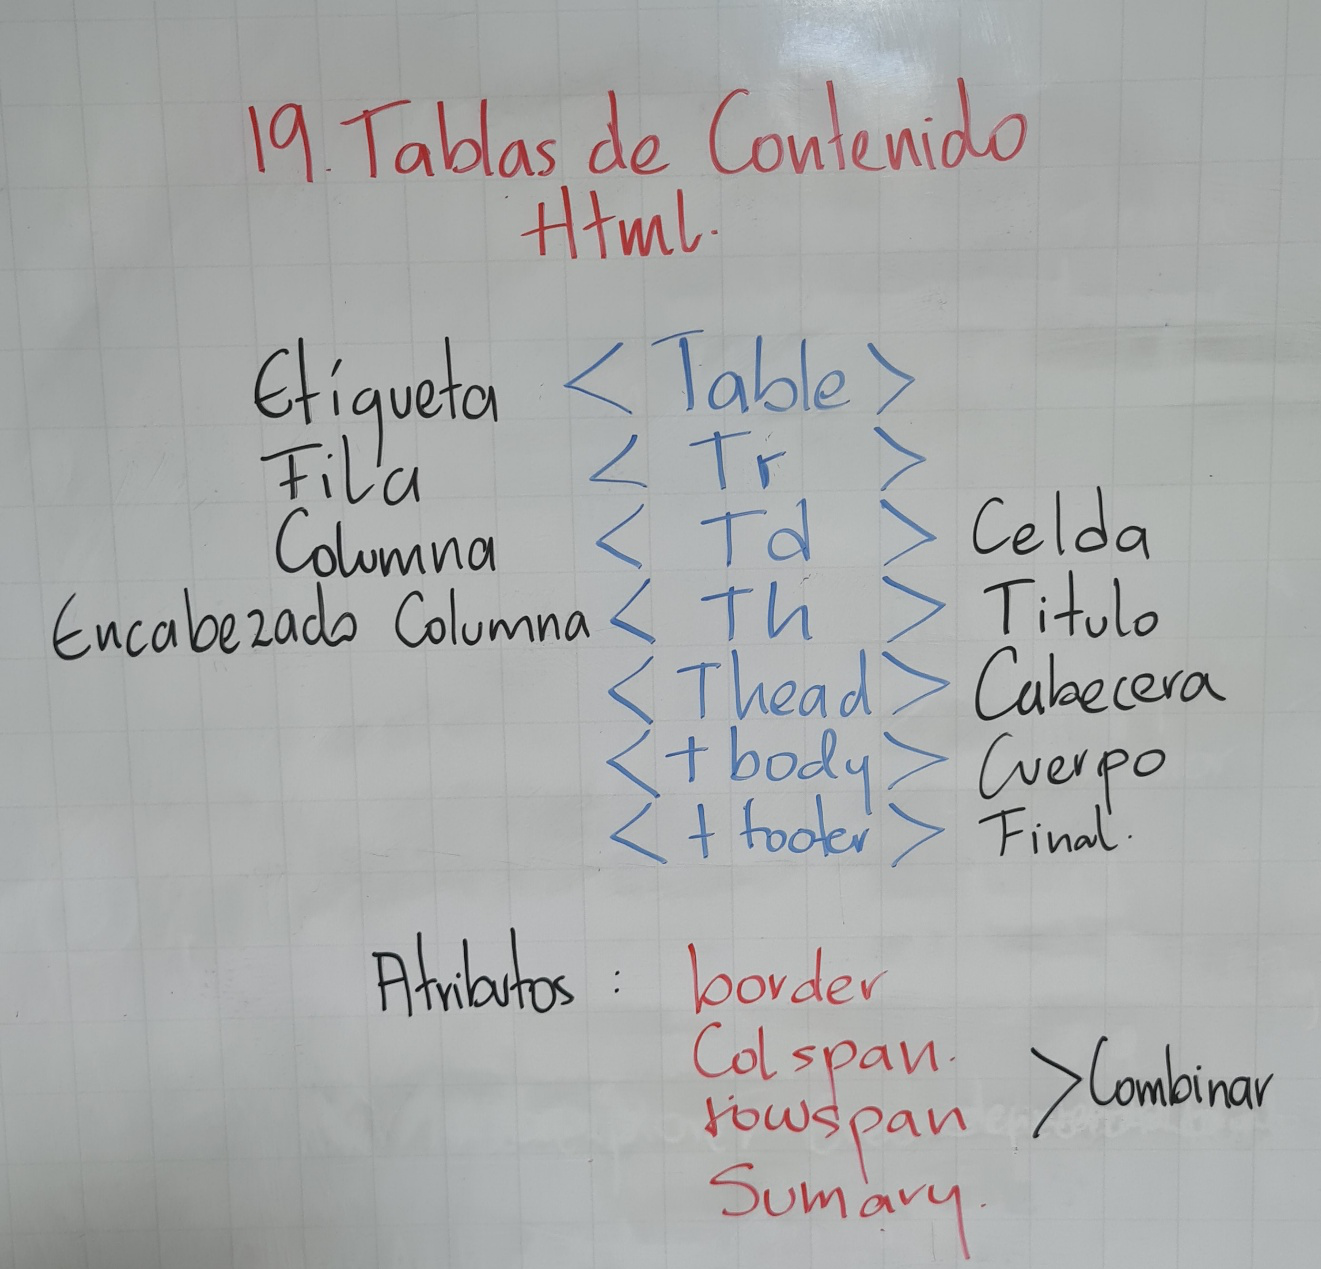 19. Tablas de Contenido
Html.
Etiqueta < Table >
Fila < Tr >
Columna < Td > Celda
Encabezado Columna < Th > Titulo
< Thead > Cabecera
< tbody > Cuerpo
< tfooter > Final.
Atributos : border
Colspan.
rowspan > Combinar
Sumary.